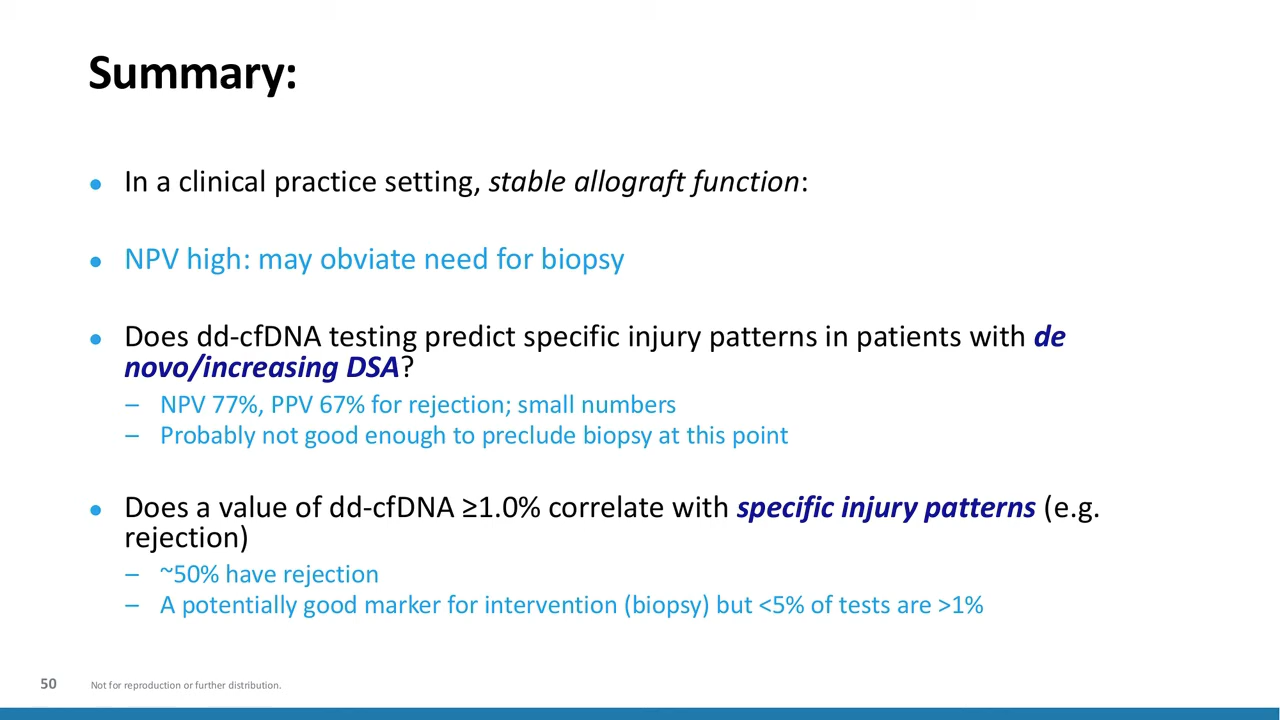 Summary:
● In a clinical practice setting, stable allograft function:
● NPV high: may obviate need for biopsy
● Does dd-cfDNA testing predict specific injury patterns in patients with de
novo/increasing DSA?
– NPV 77%, PPV 67% for rejection; small numbers
– Probably not good enough to preclude biopsy at this point
● Does a value of dd-cfDNA ≥1.0% correlate with specific injury patterns (e.g.
rejection)
– ~50% have rejection
– A potentially good marker for intervention (biopsy) but <5% of tests are >1%
50 Not for reproduction or further distribution.